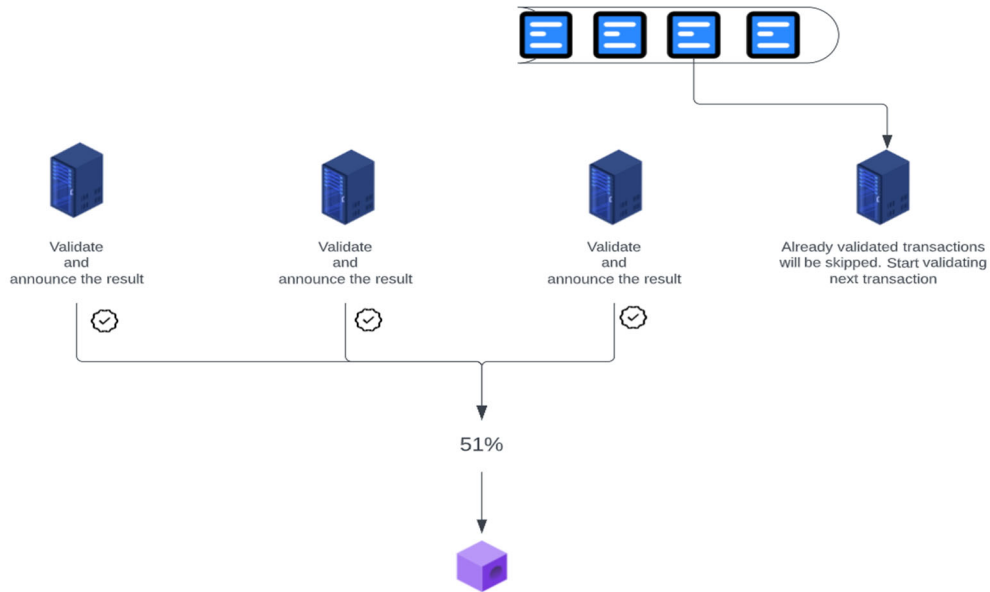 Validate
and
announce the result
Validate
and
announce the result
Validate
and
announce the result
Already validated transactions
will be skipped. Start validating
next transaction
51%